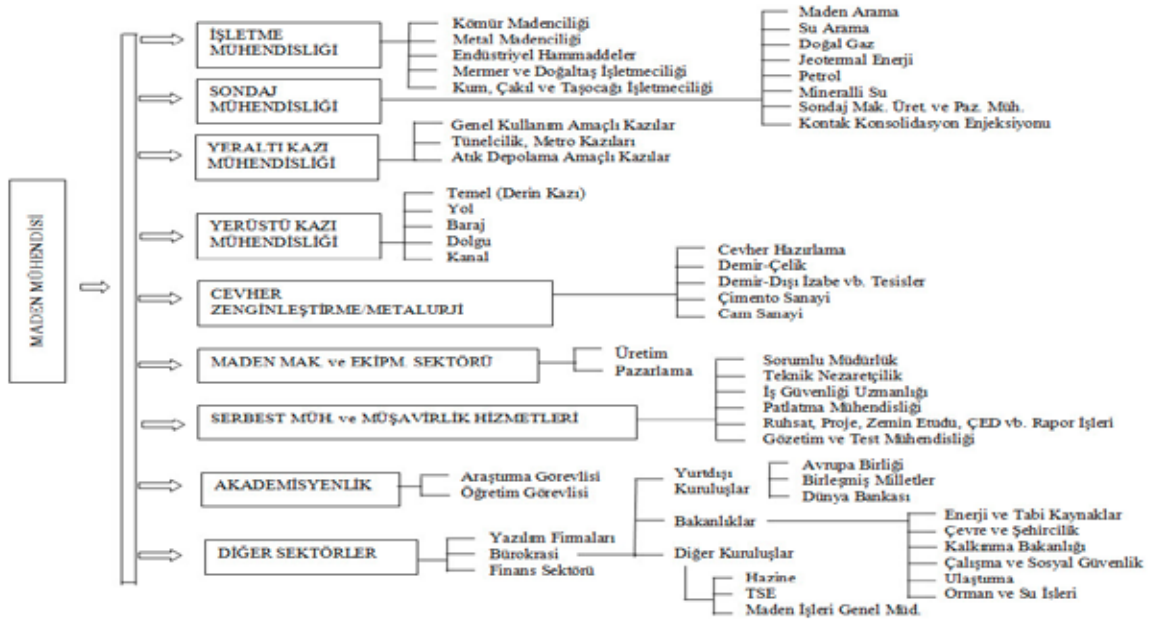 MADEN MÜHENDİSİ
İŞLETME
MÜHENDİSLİĞİ
Kömür Madenciliği
Metal Madenciliği
Endüstriyel Hammaddeler
Mermer ve Doğaltaş İşletmeciliği
Kum, Çakıl ve Taşocağı İşletmeciliği
SONDAJ
MÜHENDİSLİĞİ
Maden Arama
Su Arama
Doğal Gaz
Jeotermal Enerji
Petrol
Mineralli Su
Sondaj Mak. Üret. ve Paz. Müh.
Kontak Konsolidasyon Enjeksiyonu
YERALTI KAZI
MÜHENDİSLİĞİ
Genel Kullanım Amaçlı Kazılar
Tünelcilik, Metro Kazıları
Atık Depolama Amaçlı Kazılar
YERÜSTÜ KAZI
MÜHENDİSLİĞİ
Temel (Derin Kazı)
Yol
Baraj
Dolgu
Kanal
CEVHER
ZENGİNLEŞTİRME/METALURJİ
Cevher Hazırlama
Demir-Çelik
Demir-Dışı İzabe vb. Tesisler
Çimento Sanayi
Cam Sanayi
MADEN MAK. ve EKİPM. SEKTÖRÜ
Üretim
Pazarlama
SERBEST MÜH. ve MÜŞAVİRLİK HİZMETLERİ
Sorumlu Müdürlük
Teknik Nezaretçilik
İş Güvenliği Uzmanlığı
Patlatma Mühendisliği
Ruhsat, Proje, Zemin Etudu, ÇED vb. Rapor İşleri
Gözetim ve Test Mühendisliği
AKADEMİSYENLİK
Araştırma Görevlisi
Öğretim Görevlisi
DİĞER SEKTÖRLER
Yazılım Firmaları
Bürokrasi
Finans Sektörü
Yurtdışı
Kuruluşlar
Avrupa Birliği
Birleşmiş Milletler
Dünya Bankası
Bakanlıklar
Enerji ve Tabi Kaynaklar
Çevre ve Şehircilik
Kalkınma Bakanlığı
Çalışma ve Sosyal Güvenlik
Ulaştırma
Orman ve Su İşleri
Diğer Kuruluşlar
Hazine
TSE
Maden İşleri Genel Müd.